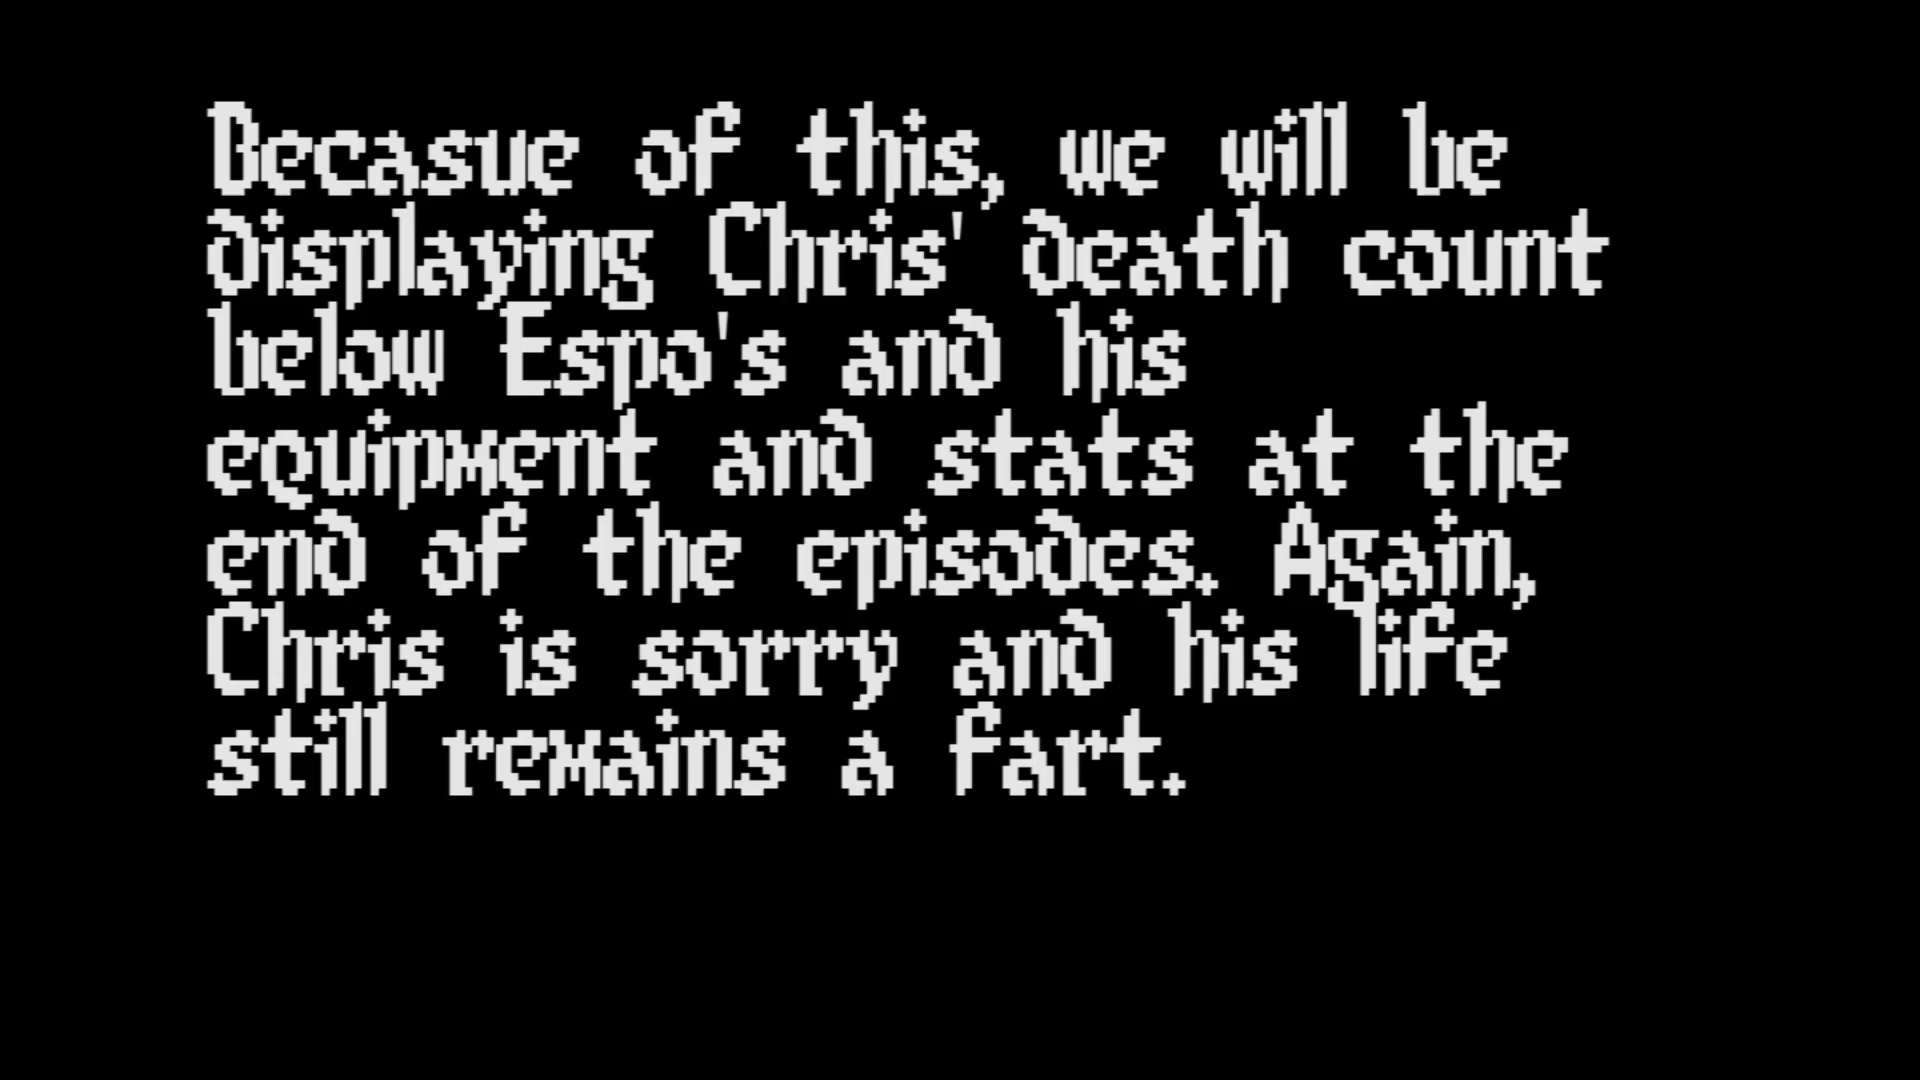 Becasue of this, we will be
displaying Chris' death count
below Espo's and his
equipment and stats at the
end of the episodes. Again,
Chris is sorry and his life
still remains a fart.